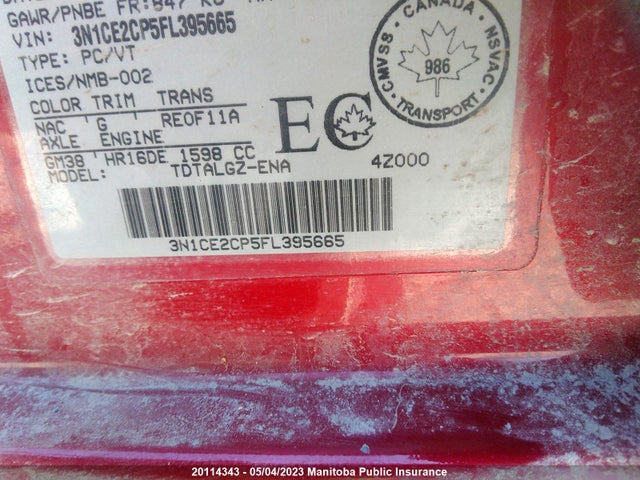 GAWR/PNBE FR:847 KG
VIN: 3N1CE2CP5FL395665
TYPE: PC/VT
ICES/NMB-002
COLOR TRIM TRANS
NAC G REOF11A
AXLE ENGINE
GM38 HR16DE 1598 CC
MODEL: TDTALGZ-ENA 4Z000
3N1CE2CP5FL395665
CANADA
CMVSS NSVAC
986
TRANSPORT
EC
20114343 - 05/04/2023 Manitoba Public Insurance